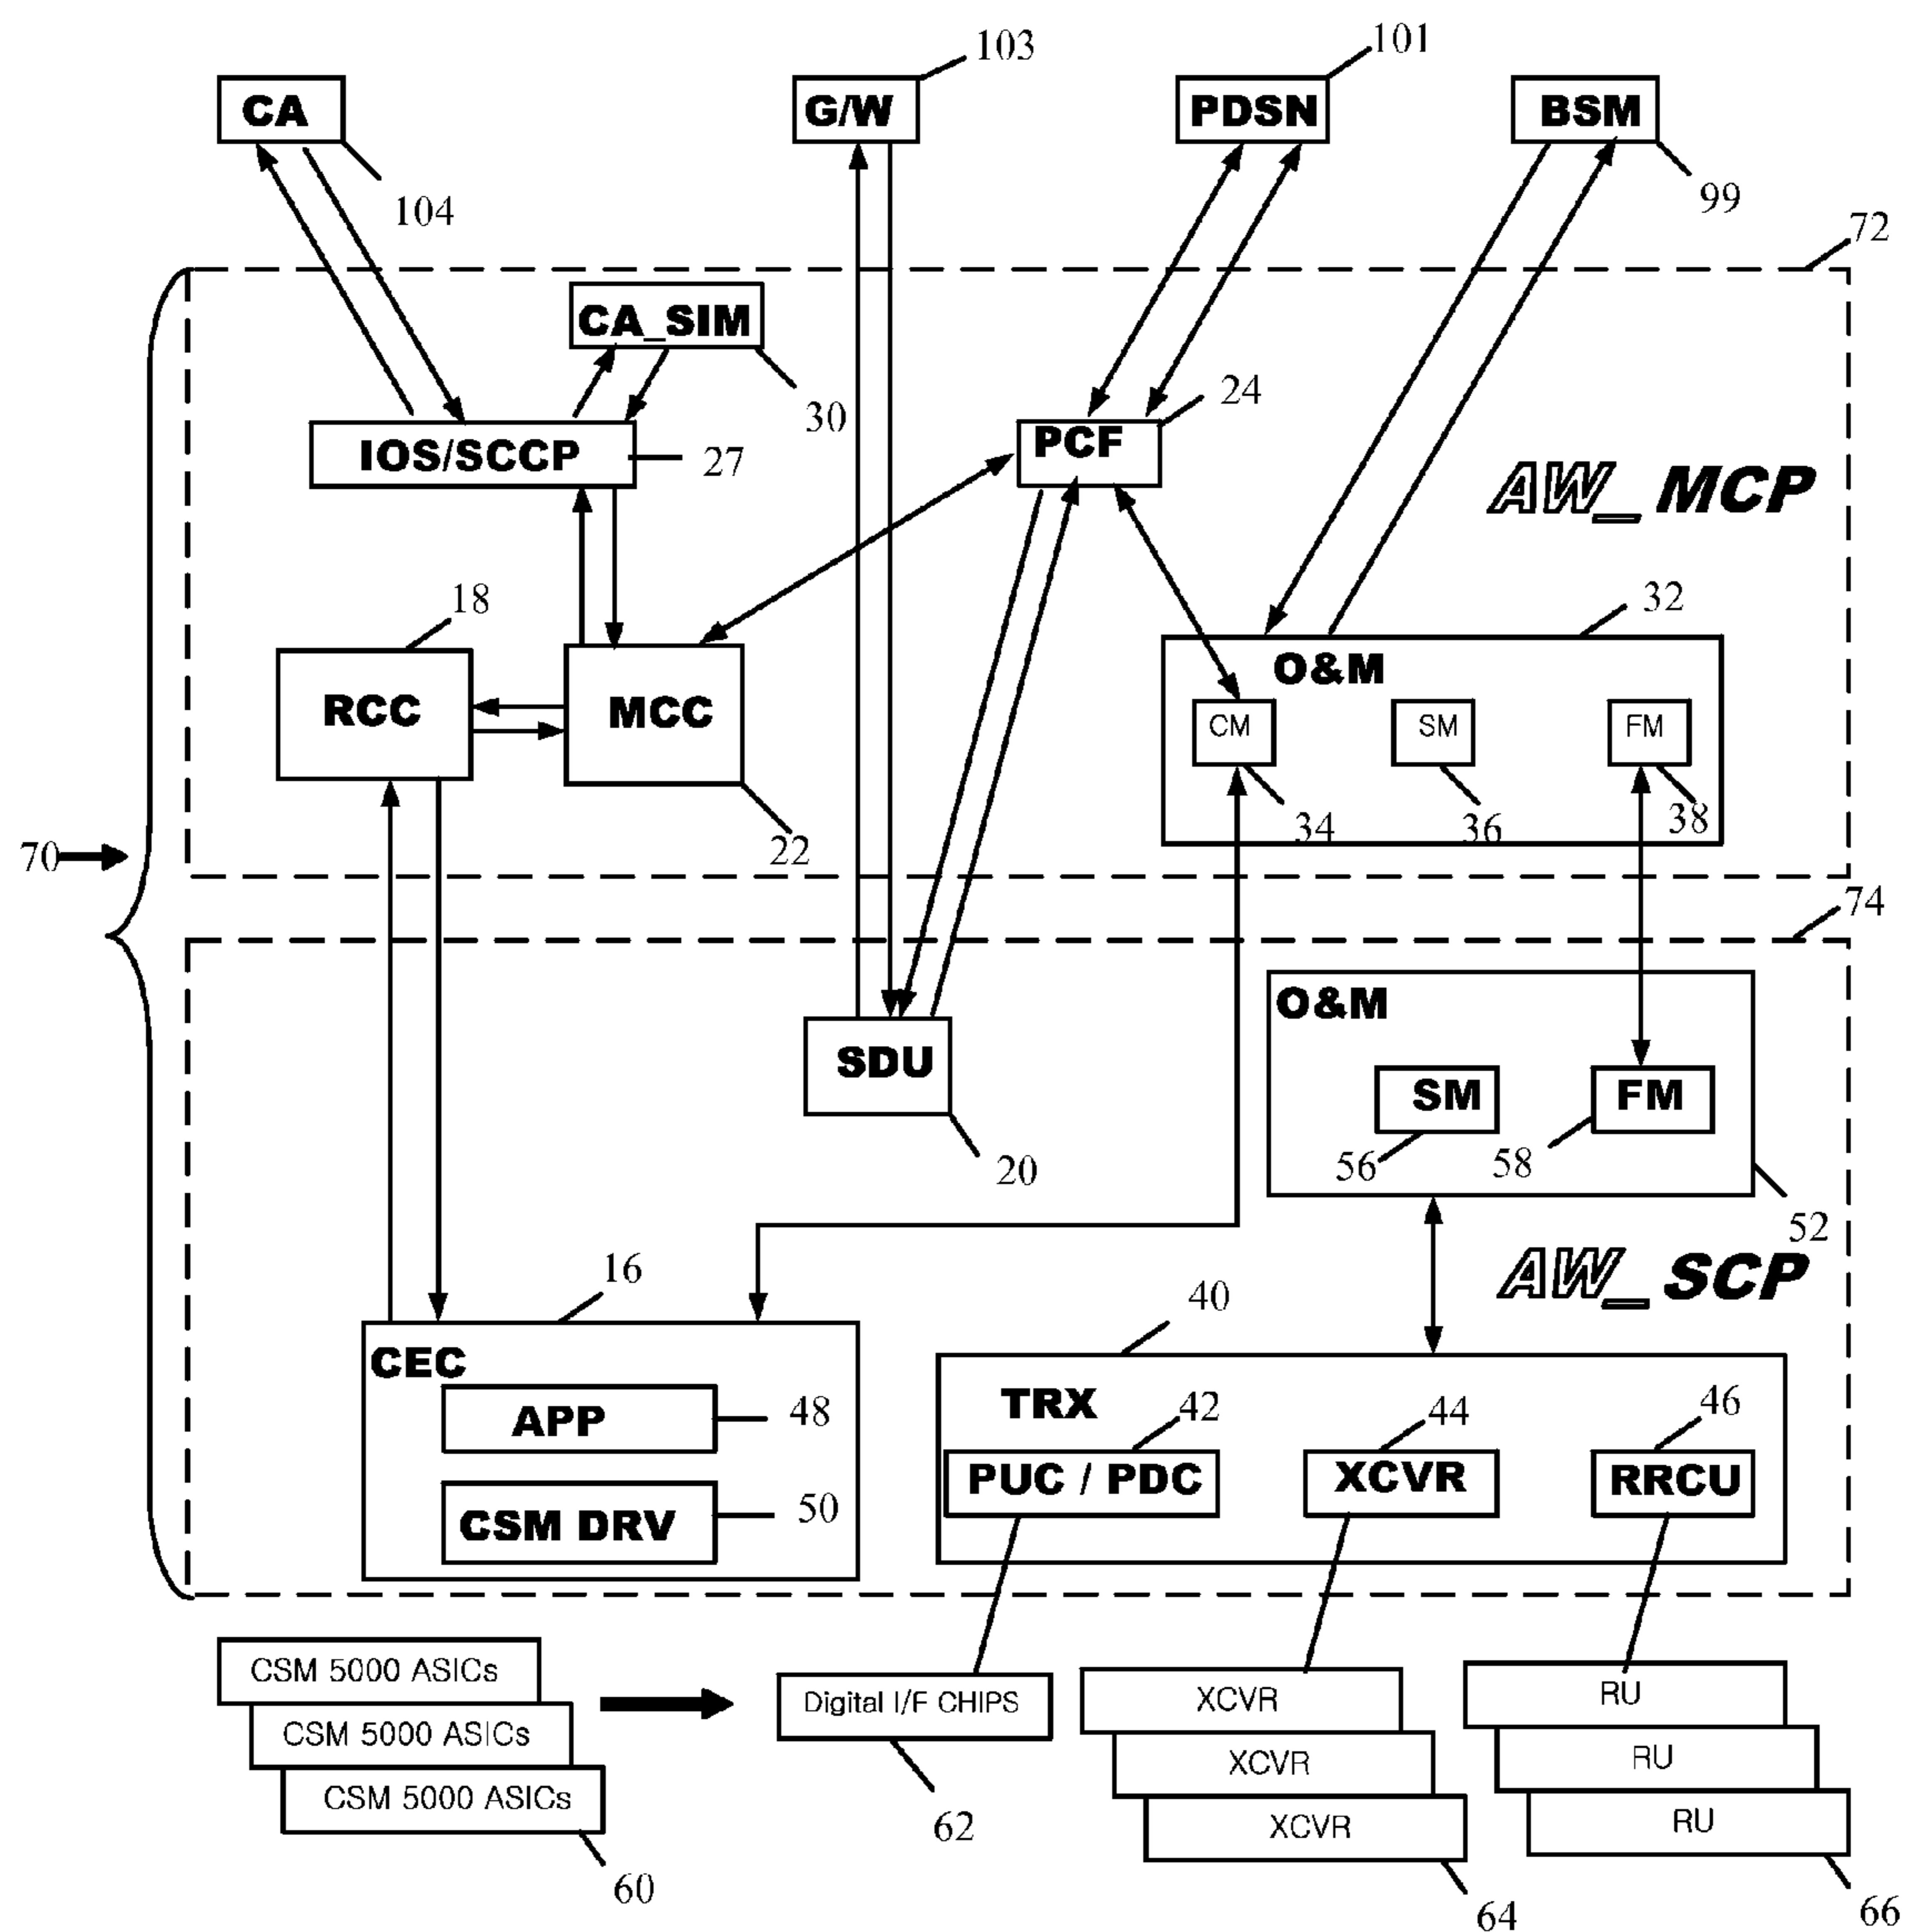 103
101
CA
G/W
PDSN
BSM
104
99
72
CA_SIM
30
24
IOS/SCCP
27
PCF
AW_MCP
18
32
RCC
MCC
O&M
CM
SM
FM
34
36
38
22
70
74
O&M
SDU
SM
FM
20
56
58
52
16
AW_SCP
40
CEC
APP
48
TRX
42
44
46
PUC / PDC
XCVR
RRCU
CSM DRV
50
CSM 5000 ASICs
CSM 5000 ASICs
CSM 5000 ASICs
60
Digital I/F CHIPS
62
XCVR
XCVR
XCVR
64
RU
RU
RU
66